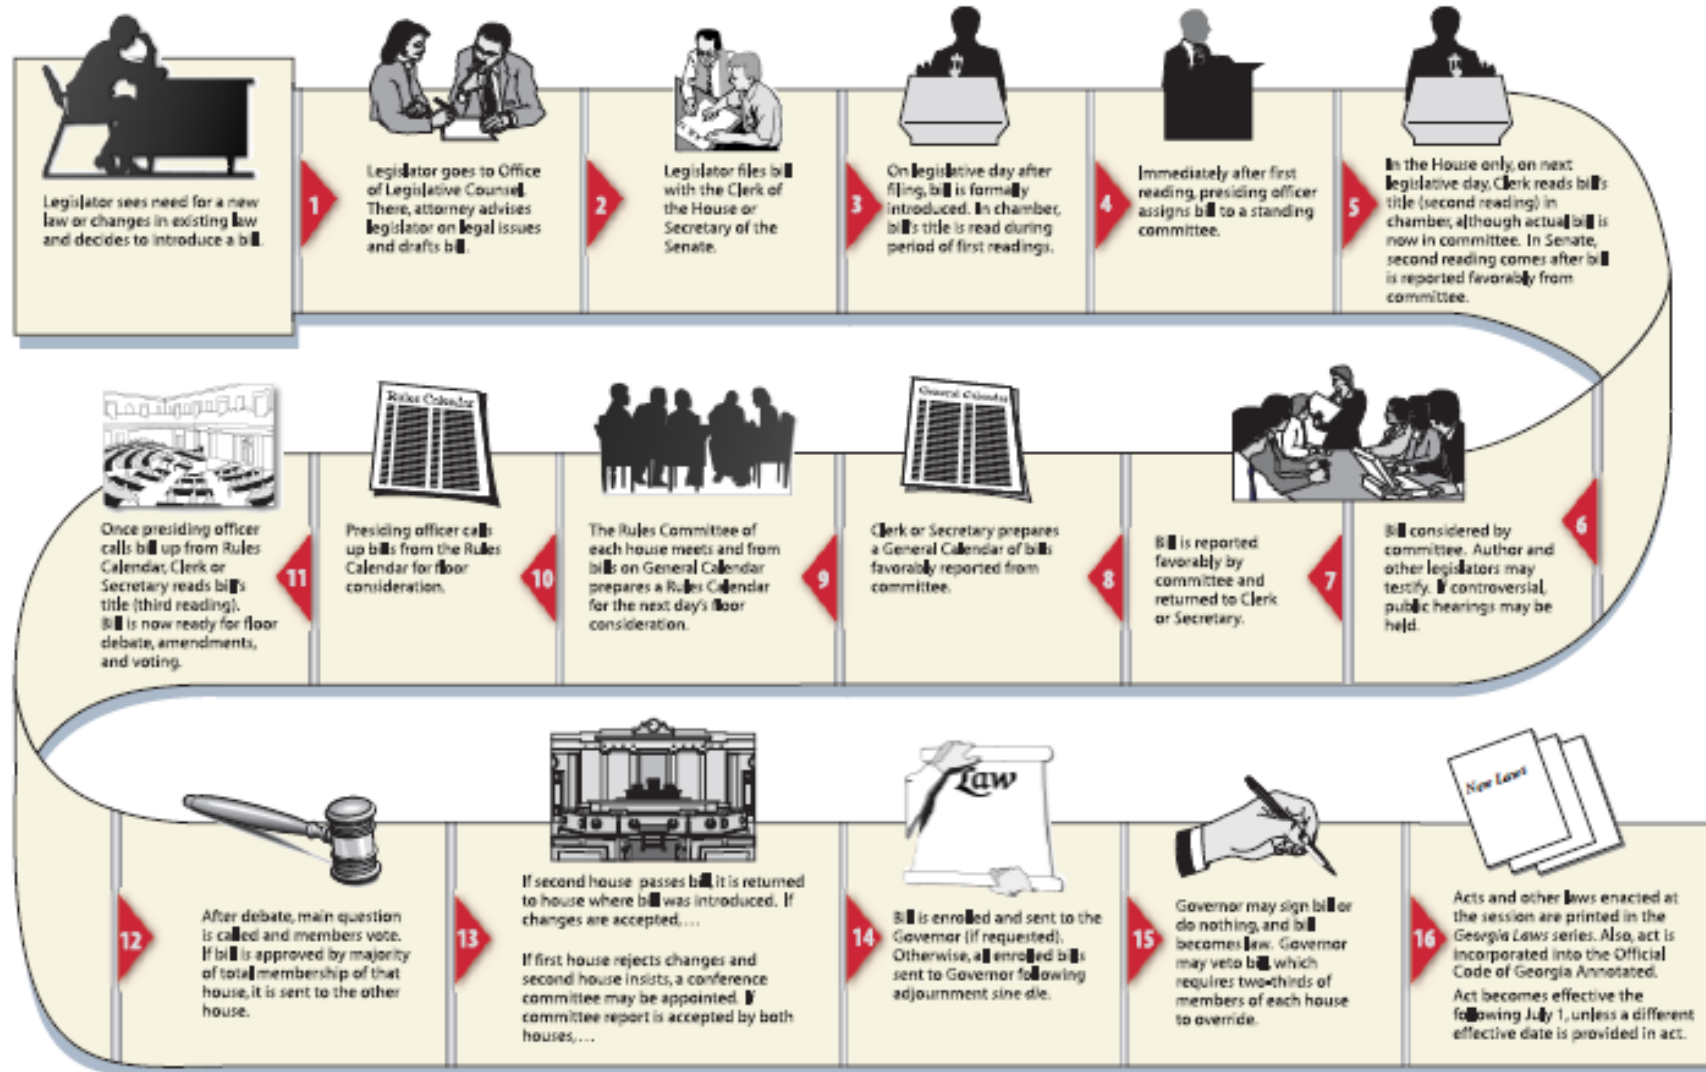 Legislator sees need for a new
law or changes in existing law
and decides to introduce a bill.
1
Legislator goes to Office
of Legislative Counsel.
There, attorney advises
legislator on legal issues
and drafts bill.
2
Legislator files bill
with the Clerk of
the House or
Secretary of the
Senate.
3
On legislative day after
filing, bill is formally
introduced. In chamber,
bill's title is read during
period of first readings.
4
Immediately after first
reading, presiding officer
assigns bill to a standing
committee.
5
In the House only, on next
legislative day, Clerk reads bill's
title (second reading) in
chamber, although actual bill is
now in committee. In Senate,
second reading comes after bill
is reported favorably from
committee.
6
Bill considered by
committee. Author and
other legislators may
testify. If controversial,
public hearings may be
held.
7
Bill is reported
favorably by
committee and
returned to Clerk
or Secretary.
8
General Calendar
Clerk or Secretary prepares
a General Calendar of bills
favorably reported from
committee.
9
The Rules Committee of
each house meets and from
bills on General Calendar
prepares a Rules Calendar
for the next day's floor
consideration.
10
Rules Calendar
Presiding officer calls
up bills from the Rules
Calendar for floor
consideration.
11
Once presiding officer
calls bill up from Rules
Calendar, Clerk or
Secretary reads bill's
title (third reading).
Bill is now ready for floor
debate, amendments,
and voting.
12
After debate, main question
is called and members vote.
If bill is approved by majority
of total membership of that
house, it is sent to the other
house.
13
If second house passes bill, it is returned
to house where bill was introduced. If
changes are accepted,...
If first house rejects changes and
second house insists, a conference
committee may be appointed. If
committee report is accepted by both
houses,...
14
Law
Bill is enrolled and sent to the
Governor (if requested).
Otherwise, all enrolled bills
sent to Governor following
adjournment sine die.
15
Governor may sign bill or
do nothing, and bill
becomes law. Governor
may veto bill, which
requires two-thirds of
members of each house
to override.
16
New Laws
Acts and other laws enacted at
the session are printed in the
Georgia Laws series. Also, act is
incorporated into the Official
Code of Georgia Annotated.
Act becomes effective the
following July 1, unless a different
effective date is provided in act.